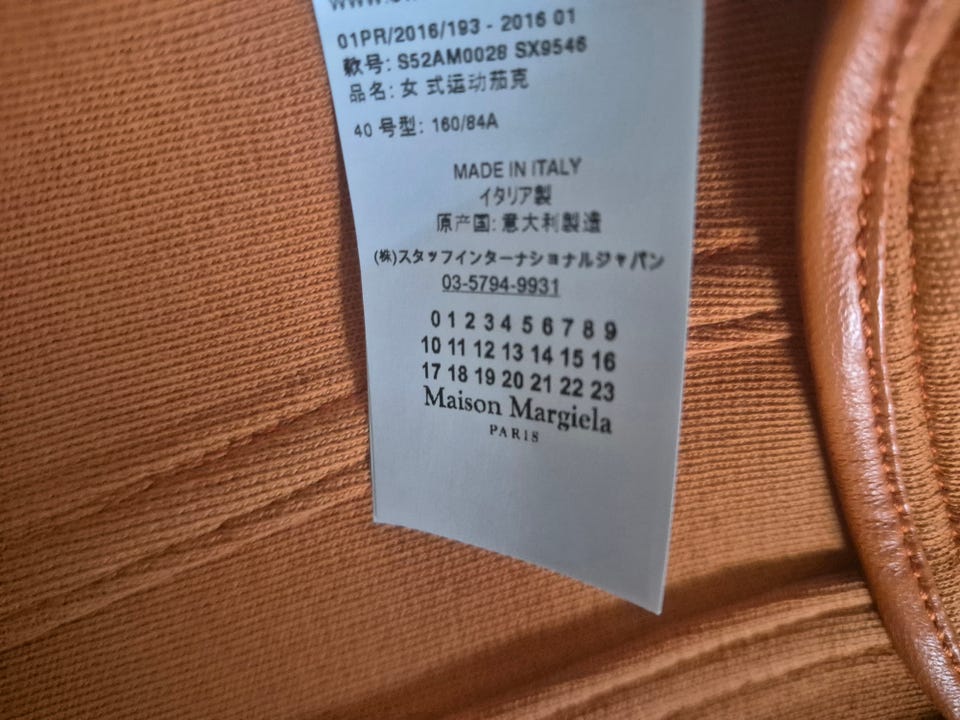 01PR/2016/193 - 2016 01
款号: S52AM0028 SX9546
品名: 女 式运动茄克
40 号型: 160/84A
MADE IN ITALY
イタリア製
原产国: 意大利製造
(株)スタッフインターナショナルジャパン
03-5794-9931
0 1 2 3 4 5 6 7 8 9
10 11 12 13 14 15 16
17 18 19 20 21 22 23
Maison Margiela
PARIS